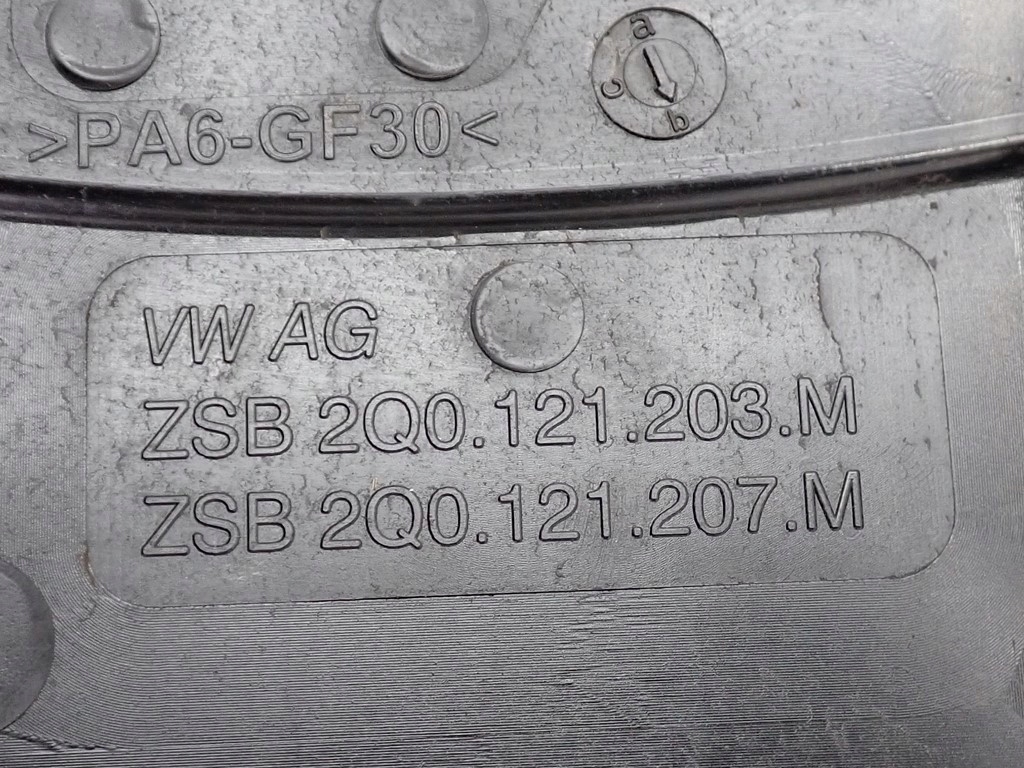 a
c
b
>PA6-GF30<
VW AG
ZSB 2Q0.121.203.M
ZSB 2Q0.121.207.M